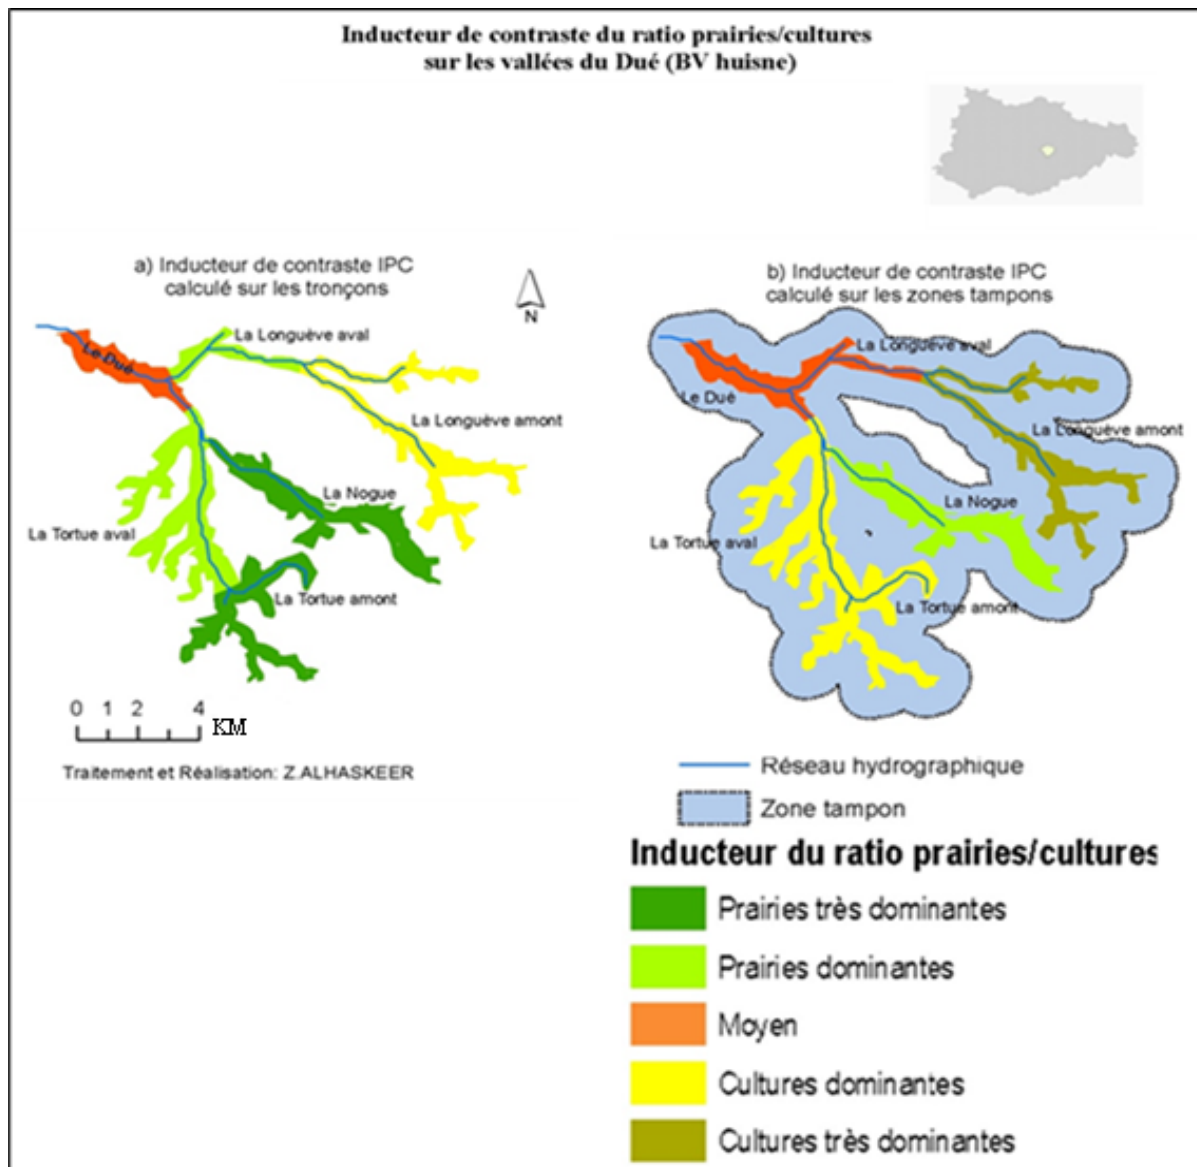 Inducteur de contraste du ratio prairies/cultures
sur les vallées du Dué (BV huisne)
a) Inducteur de contraste IPC
calculé sur les tronçons
N
La Longuève aval
Le Dué
La Longuève amont
La Nogue
La Tortue aval
La Tortue amont
0 1 2 4 KM
Traitement et Réalisation: Z.ALHASKEER
b) Inducteur de contraste IPC
calculé sur les zones tampons
La Longuève aval
Le Duè
La Longuève amont
La Nogue
La Tortue aval
La Tortue amont
Réseau hydrographique
Zone tampon
Inducteur du ratio prairies/cultures
Prairies très dominantes
Prairies dominantes
Moyen
Cultures dominantes
Cultures très dominantes